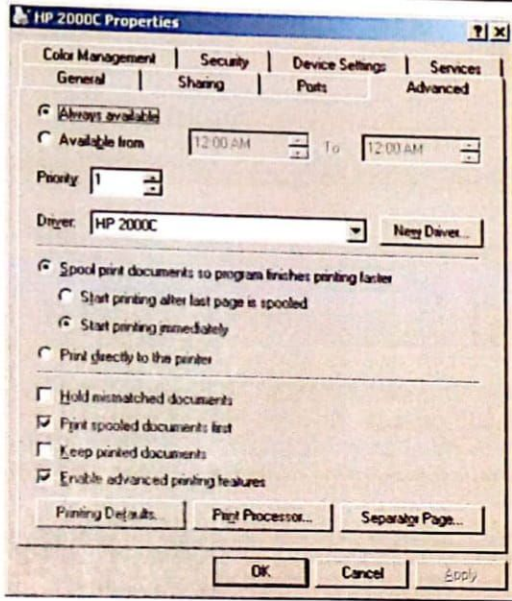 HP 2000C Properties
Color Management Security Device Settings Services
General Sharing Ports Advanced
Always available
Available from 12:00 AM To 12:00 AM
Priority: 1
Driver: HP 2000C New Driver...
Spool print documents so program finishes printing faster
Start printing after last page is spooled
Start printing immediately
Print directly to the printer
Hold mismatched documents
Print spooled documents first
Keep printed documents
Enable advanced printing features
Printing Defaults... Print Processor... Separator Page...
OK Cancel Apply